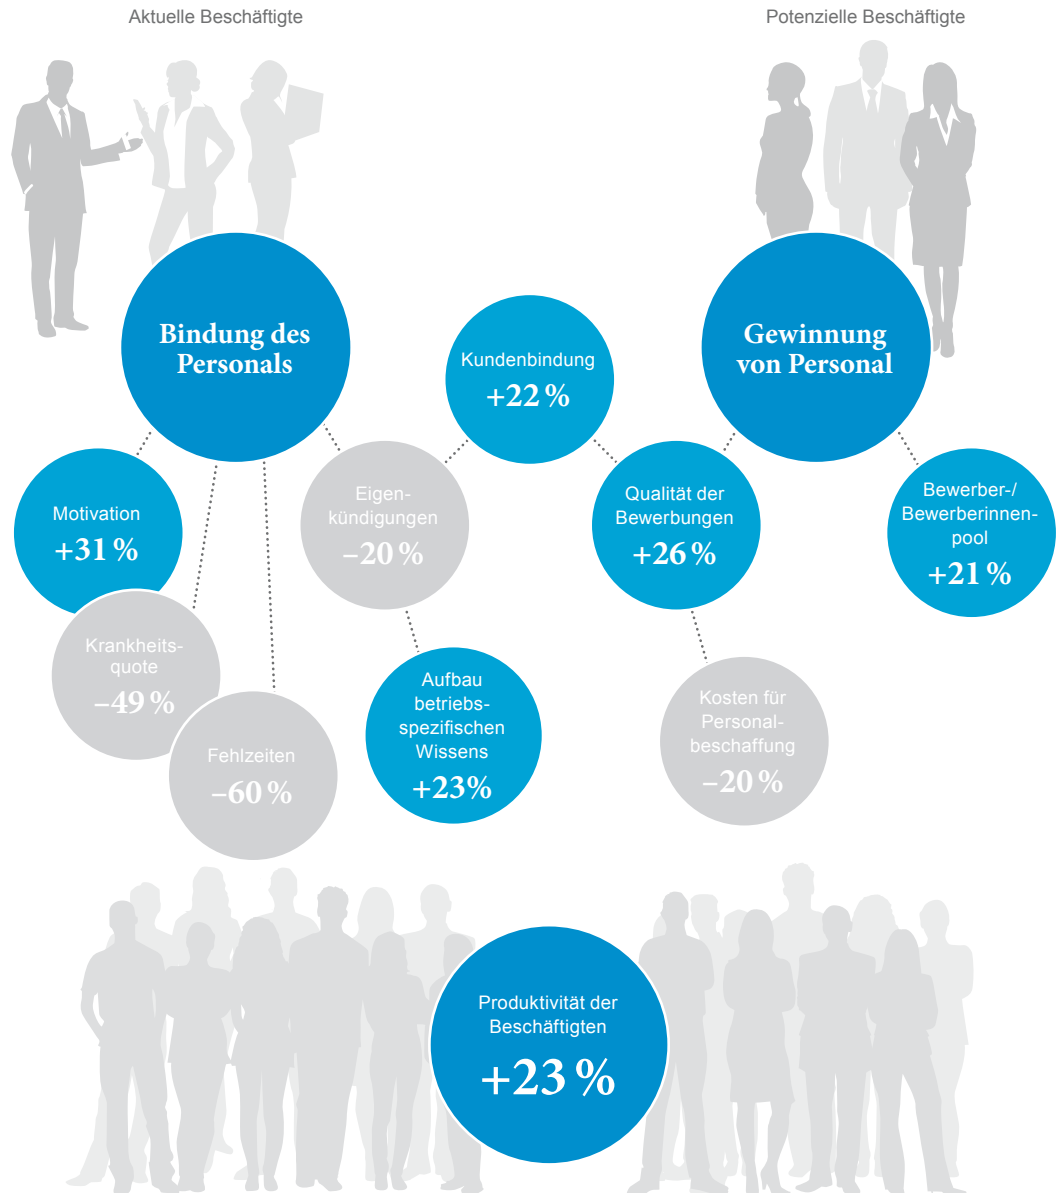 Aktuelle Beschäftigte
Potenzielle Beschäftigte
Bindung des
Personals
Gewinnung
von Personal
Kundenbindung
+22 %
Motivation
+31 %
Eigen-
kündigungen
–20 %
Qualität der
Bewerbungen
+26 %
Bewerber-/
Bewerberinnen-
pool
+21 %
Krankheits-
quote
–49 %
Fehlzeiten
–60 %
Aufbau
betriebs-
spezifischen
Wissens
+23%
Kosten für
Personal-
beschaffung
–20 %
Produktivität der
Beschäftigten
+23 %